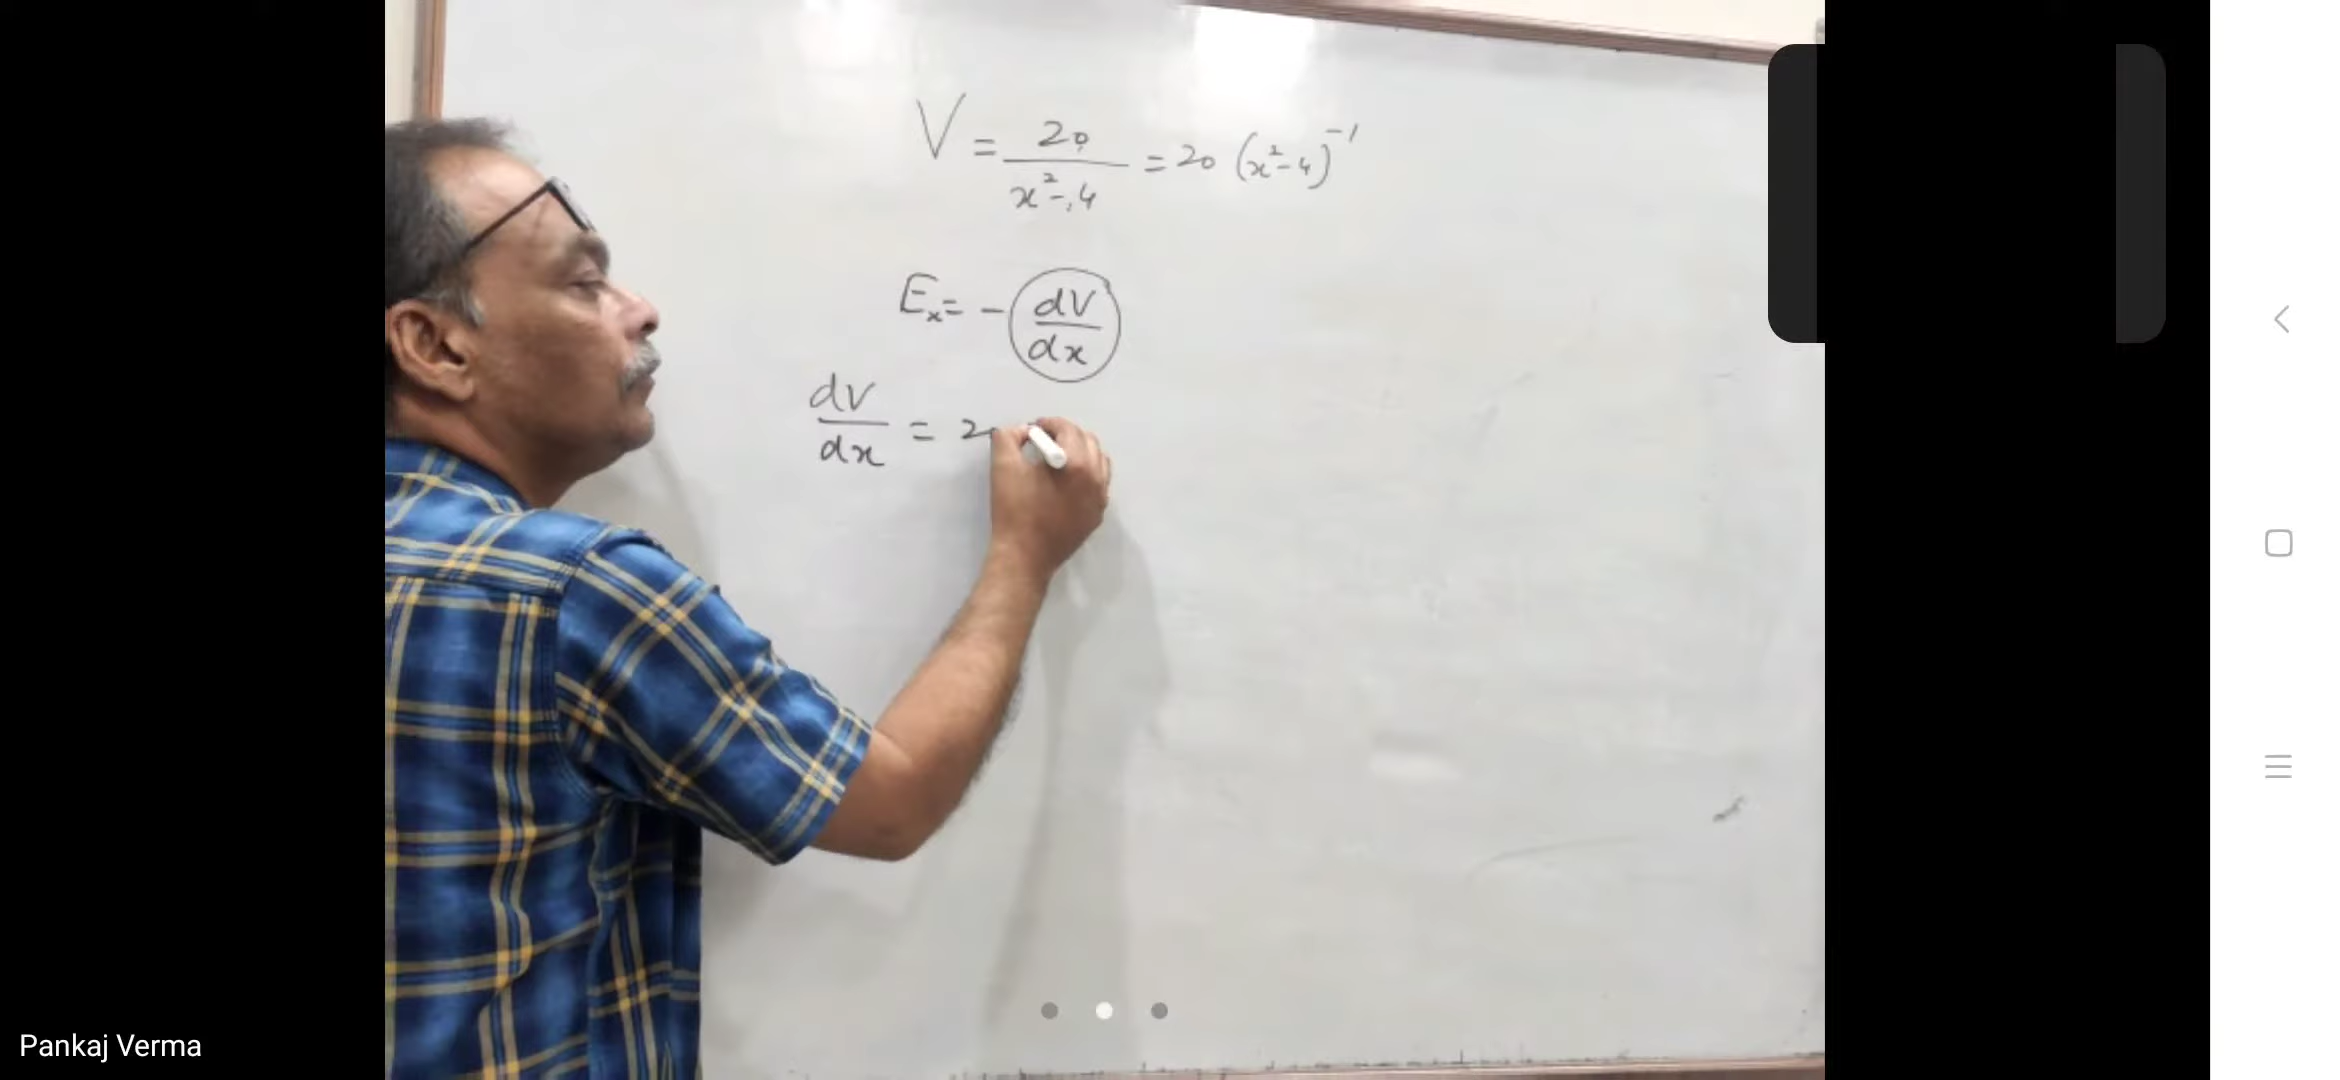 V = 20/x²-4 = 20 (x²-4)⁻¹
Eₓ = - dV/dx
dV/dx = 2
Pankaj Verma